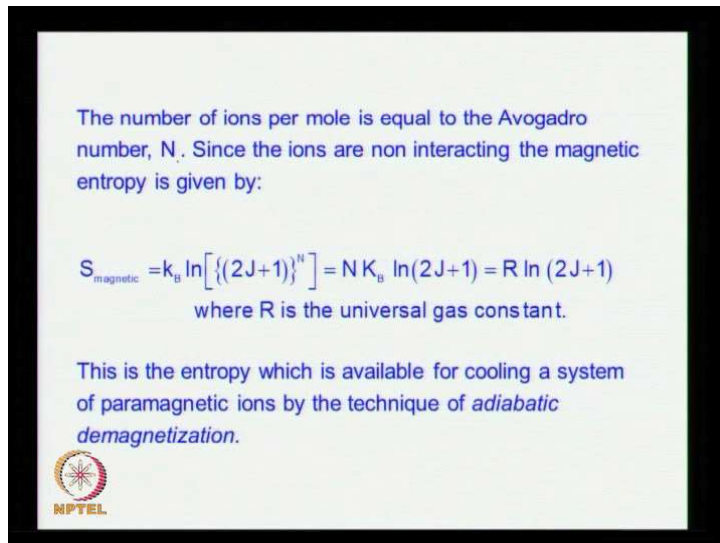 The number of ions per mole is equal to the Avogadro
number, N. Since the ions are non interacting the magnetic
entropy is given by:
S_magnetic =k_B ln[{(2J+1)}^N] = N K_B ln(2J+1) = R ln (2J+1)
where R is the universal gas constant.
This is the entropy which is available for cooling a system
of paramagnetic ions by the technique of adiabatic
demagnetization.
NPTEL